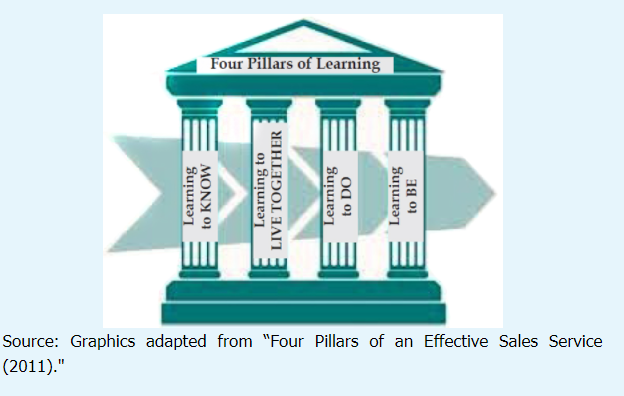 Four Pillars of Learning
Learning
to KNOW
Learning to
LIVE TOGETHER
Learning
to DO
Learning
to BE
Source: Graphics adapted from “Four Pillars of an Effective Sales Service
(2011)."